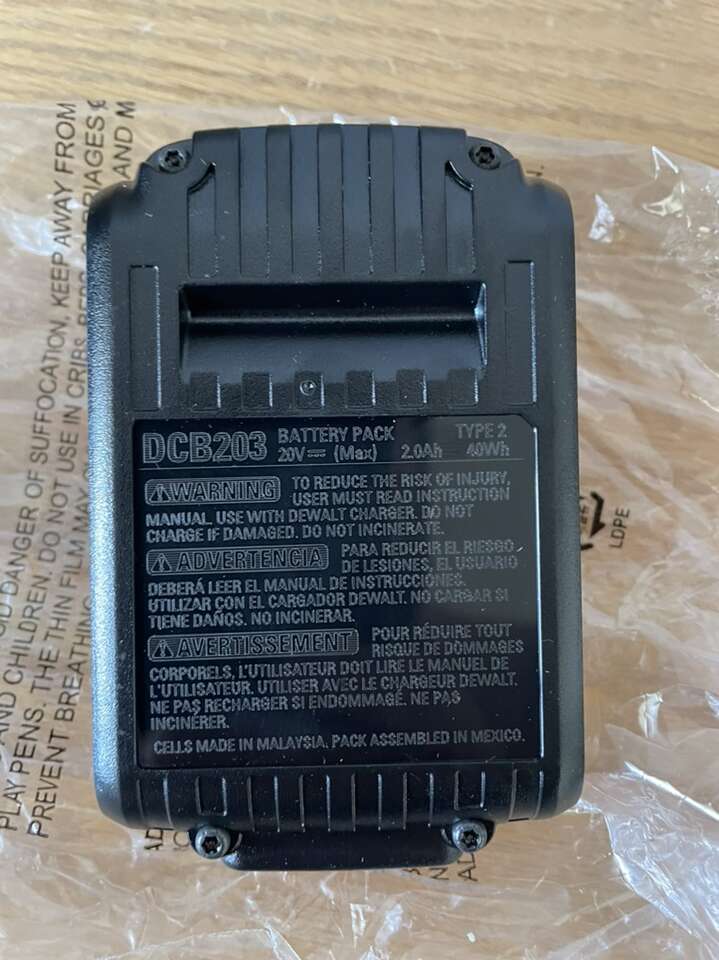 DCB203 BATTERY PACK TYPE 2
20V⎓ (Max) 2.0Ah 40Wh
⚠WARNING TO REDUCE THE RISK OF INJURY,
USER MUST READ INSTRUCTION
MANUAL. USE WITH DEWALT CHARGER. DO NOT
CHARGE IF DAMAGED. DO NOT INCINERATE.
⚠ADVERTENCIA PARA REDUCIR EL RIESGO
DE LESIONES, EL USUARIO
DEBERÁ LEER EL MANUAL DE INSTRUCCIONES.
UTILIZAR CON EL CARGADOR DEWALT. NO CARGAR SI
TIENE DAÑOS. NO INCINERAR.
⚠AVERTISSEMENT POUR RÉDUIRE TOUT
RISQUE DE DOMMAGES
CORPORELS, L'UTILISATEUR DOIT LIRE LE MANUEL DE
L'UTILISATEUR. UTILISER AVEC LE CHARGEUR DEWALT.
NE PAS RECHARGER SI ENDOMMAGÉ. NE PAS
INCINÉRER.
CELLS MADE IN MALAYSIA. PACK ASSEMBLED IN MEXICO.
DANGER OF SUFFOCATION, KEEP AWAY FROM
AND CHILDREN. DO NOT USE IN CRIBS,
PLAY PENS. THE THIN FILM MAY
AND
PREVENT BREATHING
LDPE